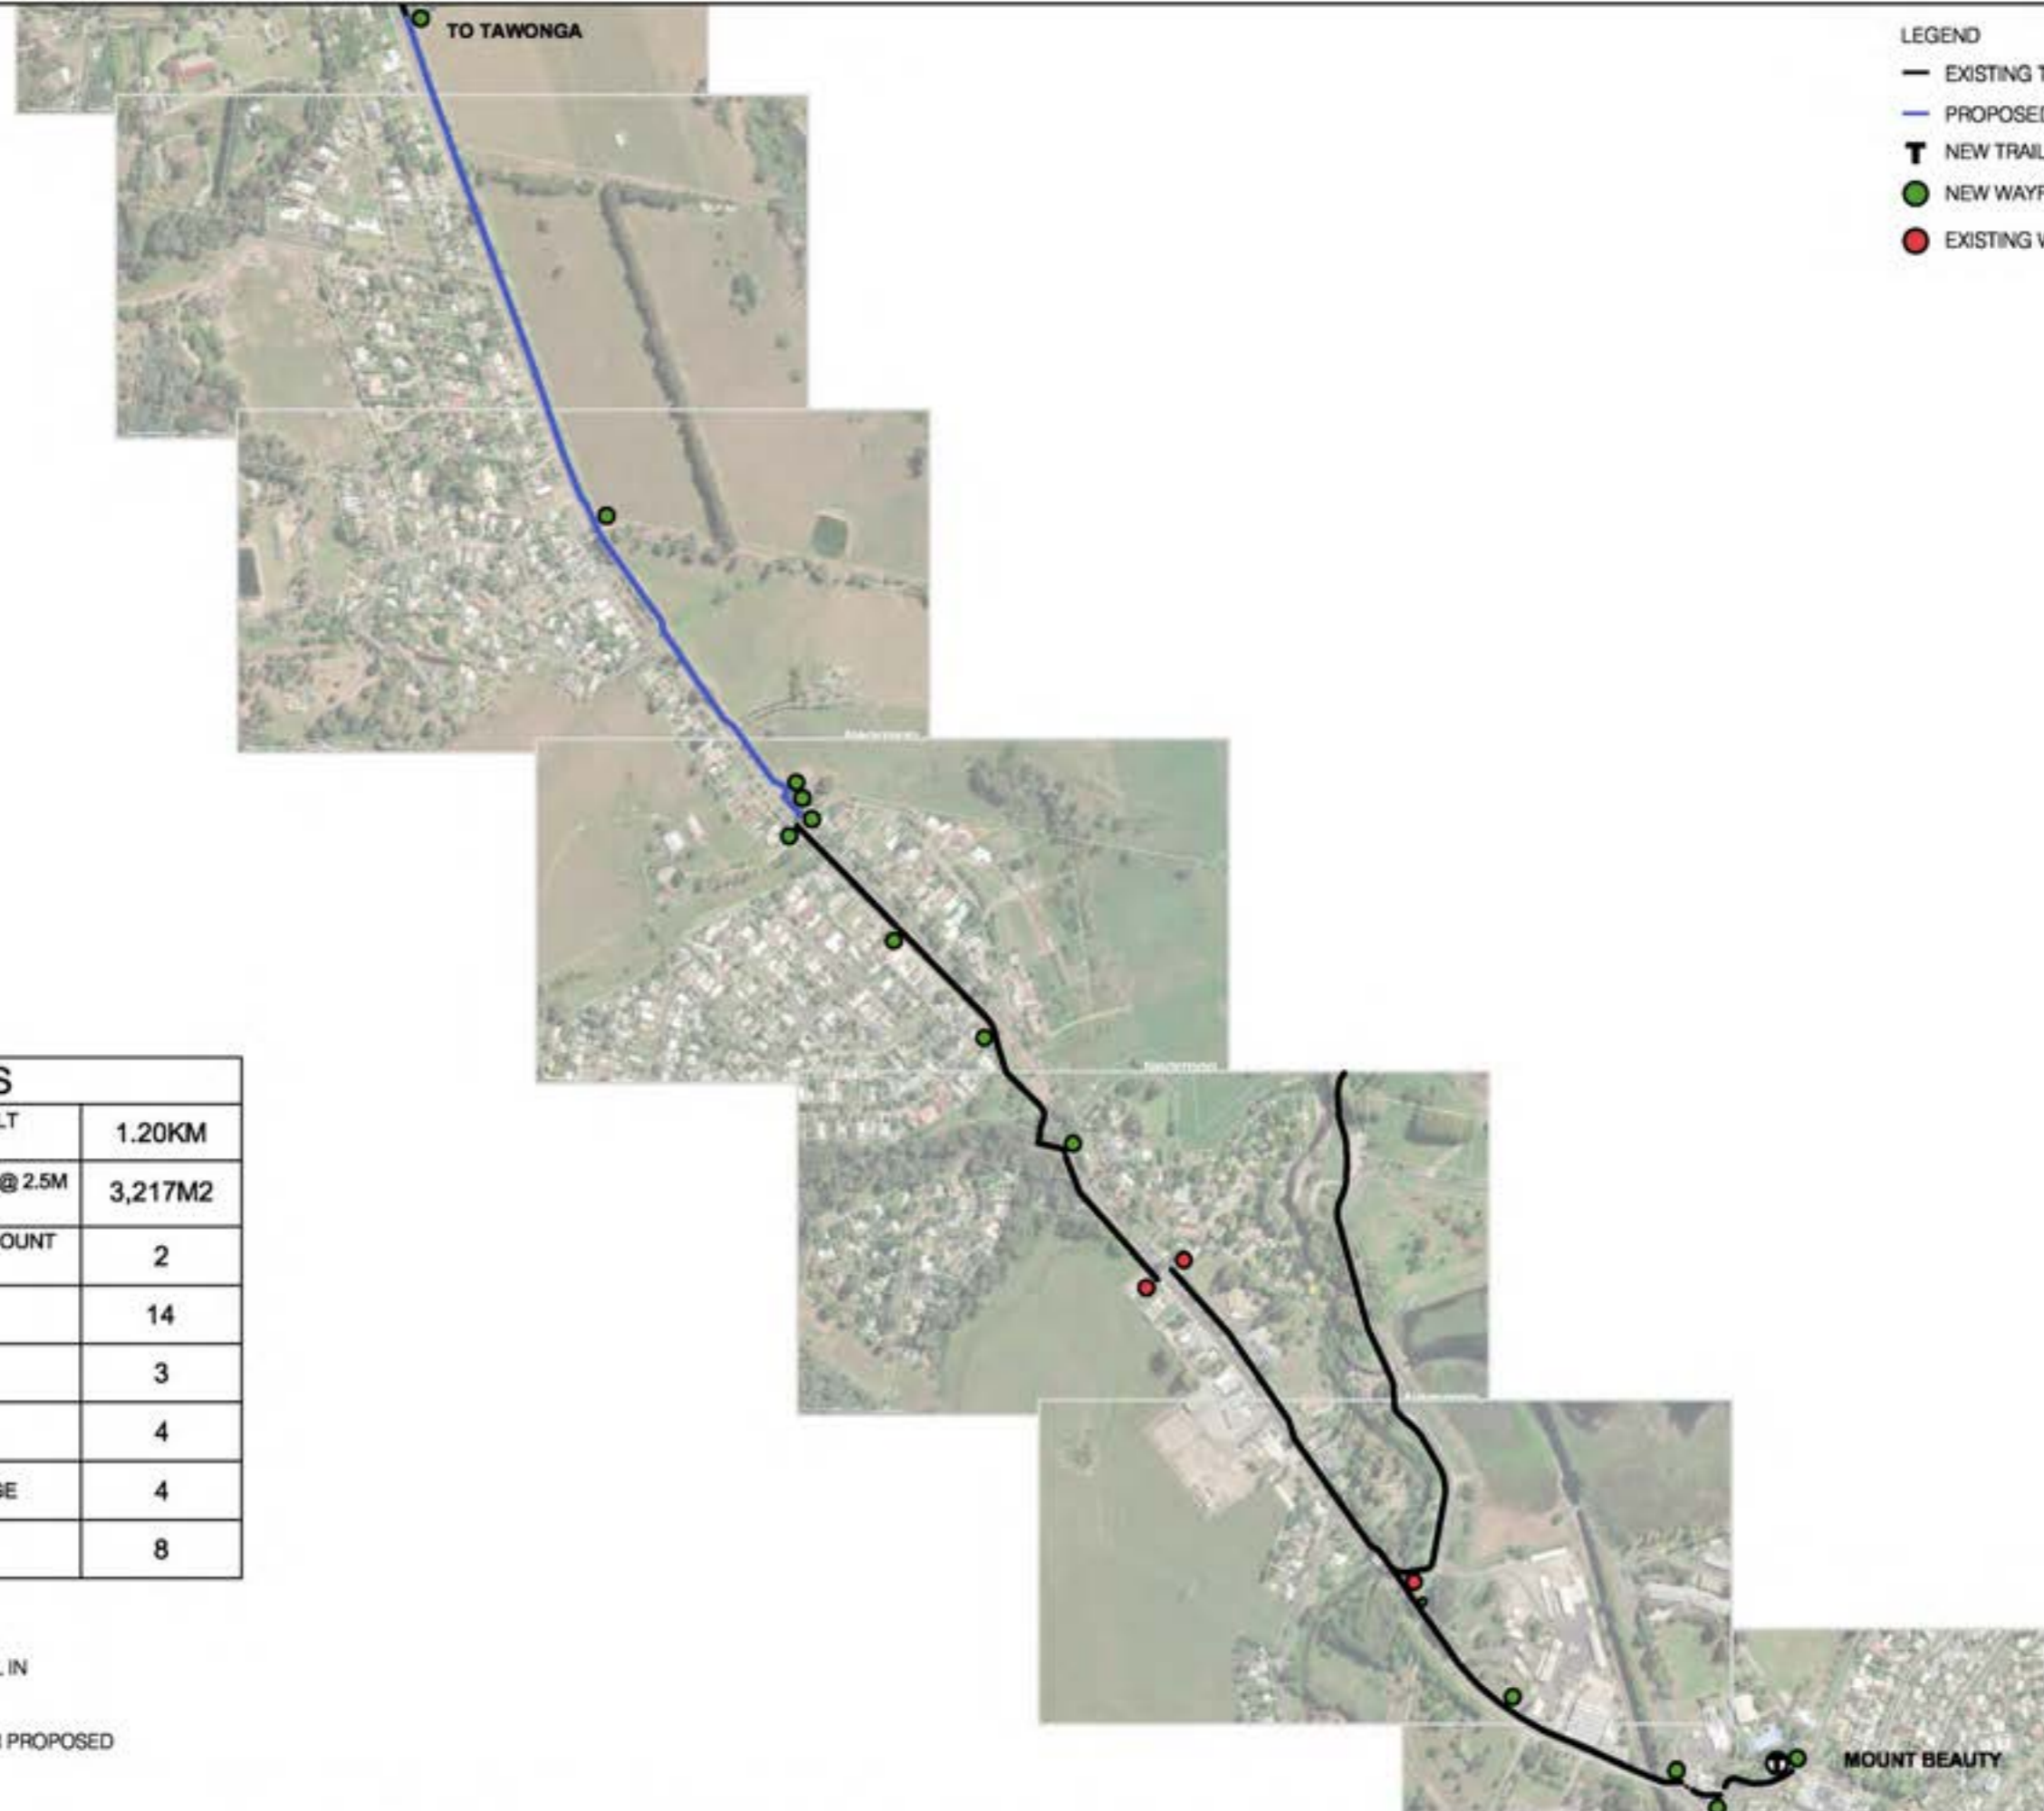 TO TAWONGA
LEGEND
EXISTING T
PROPOSED
T NEW TRAIL
NEW WAYF
EXISTING W
S
LT 1.20KM
@ 2.5M 3,217M2
OUNT 2
14
3
4
GE 4
8
IN
PROPOSED
T
MOUNT BEAUTY